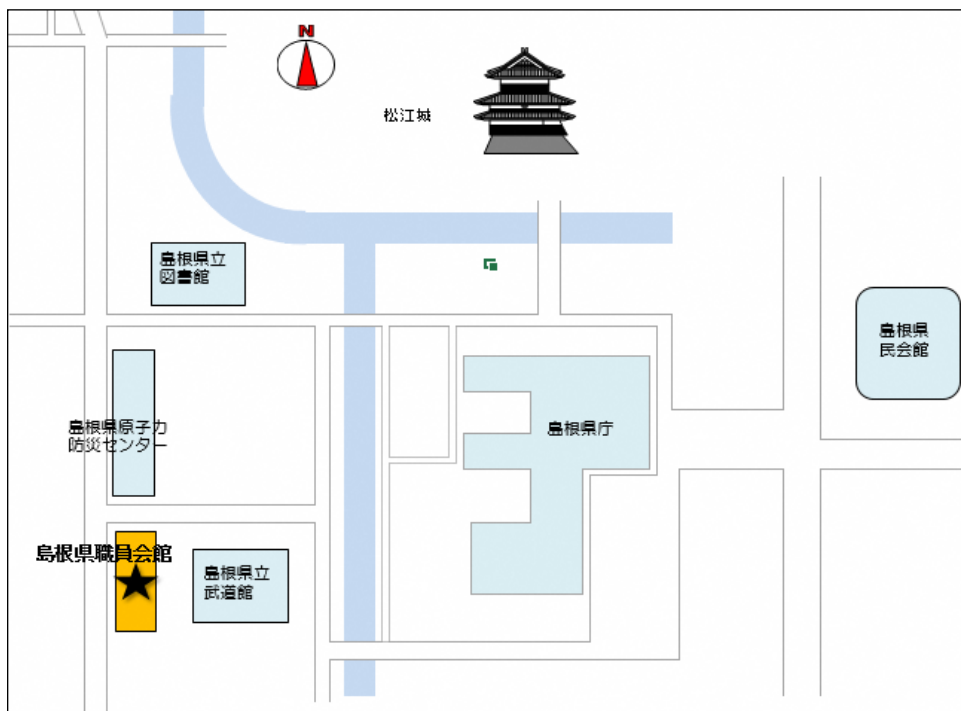 N
松江城
島根県立
図書館
島根県
民会館
島根県原子力
防災センター
島根県庁
島根県職員会館
島根県立
武道館